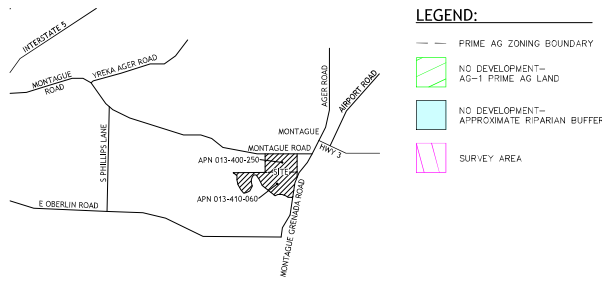 INTERSTATE 5
MONTAGUE
ROAD
YREKA AGER ROAD
S PHILLIPS LANE
E OBERLIN ROAD
AGER ROAD
AIRPORT ROAD
MONTAGUE
HWY 3
MONTAGUE ROAD
APN 013-400-250
SITE
APN 013-410-060
MONTAGUE GRENADA ROAD
LEGEND:
PRIME AG ZONING BOUNDARY
NO DEVELOPMENT-
AG-1 PRIME AG LAND
NO DEVELOPMENT-
APPROXIMATE RIPARIAN BUFFER
SURVEY AREA